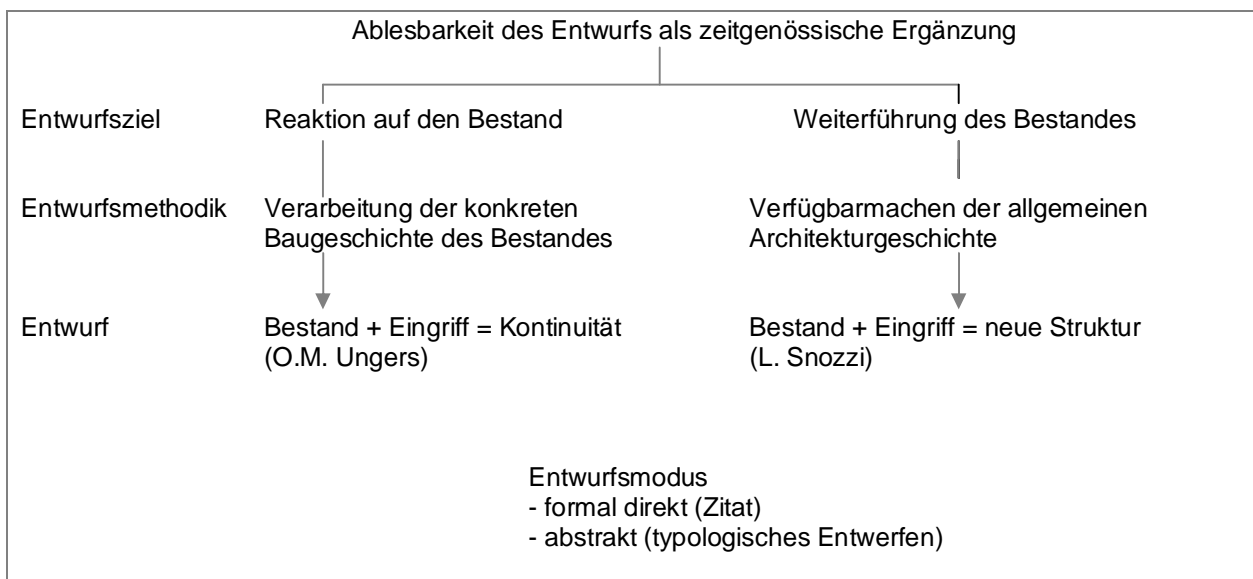 Ablesbarkeit des Entwurfs als zeitgenössische Ergänzung
Entwurfsziel Reaktion auf den Bestand Weiterführung des Bestandes
Entwurfsmethodik Verarbeitung der konkreten Verfügbarmachen der allgemeinen
Baugeschichte des Bestandes Architekturgeschichte
Entwurf Bestand + Eingriff = Kontinuität Bestand + Eingriff = neue Struktur
(O.M. Ungers) (L. Snozzi)
Entwurfsmodus
- formal direkt (Zitat)
- abstrakt (typologisches Entwerfen)